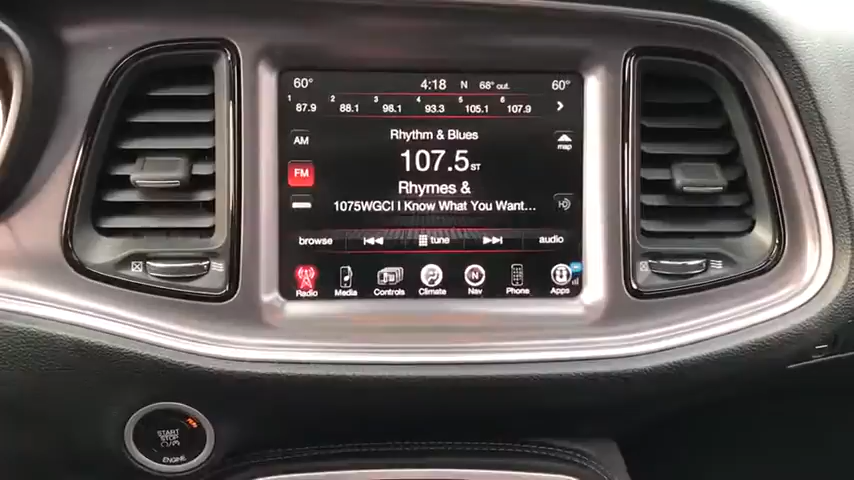 60° 4:18 N 68° out. 60°
1 87.9 2 88.1 3 98.1 4 93.3 5 105.1 6 107.9
AM
Rhythm & Blues
map
FM
107.5 ST
Rhymes &
1075WGCI I Know What You Want...
HD
browse tune audio
Radio Media Controls Climate Nav Phone Apps
N
RUN
START
STOP
ENGINE